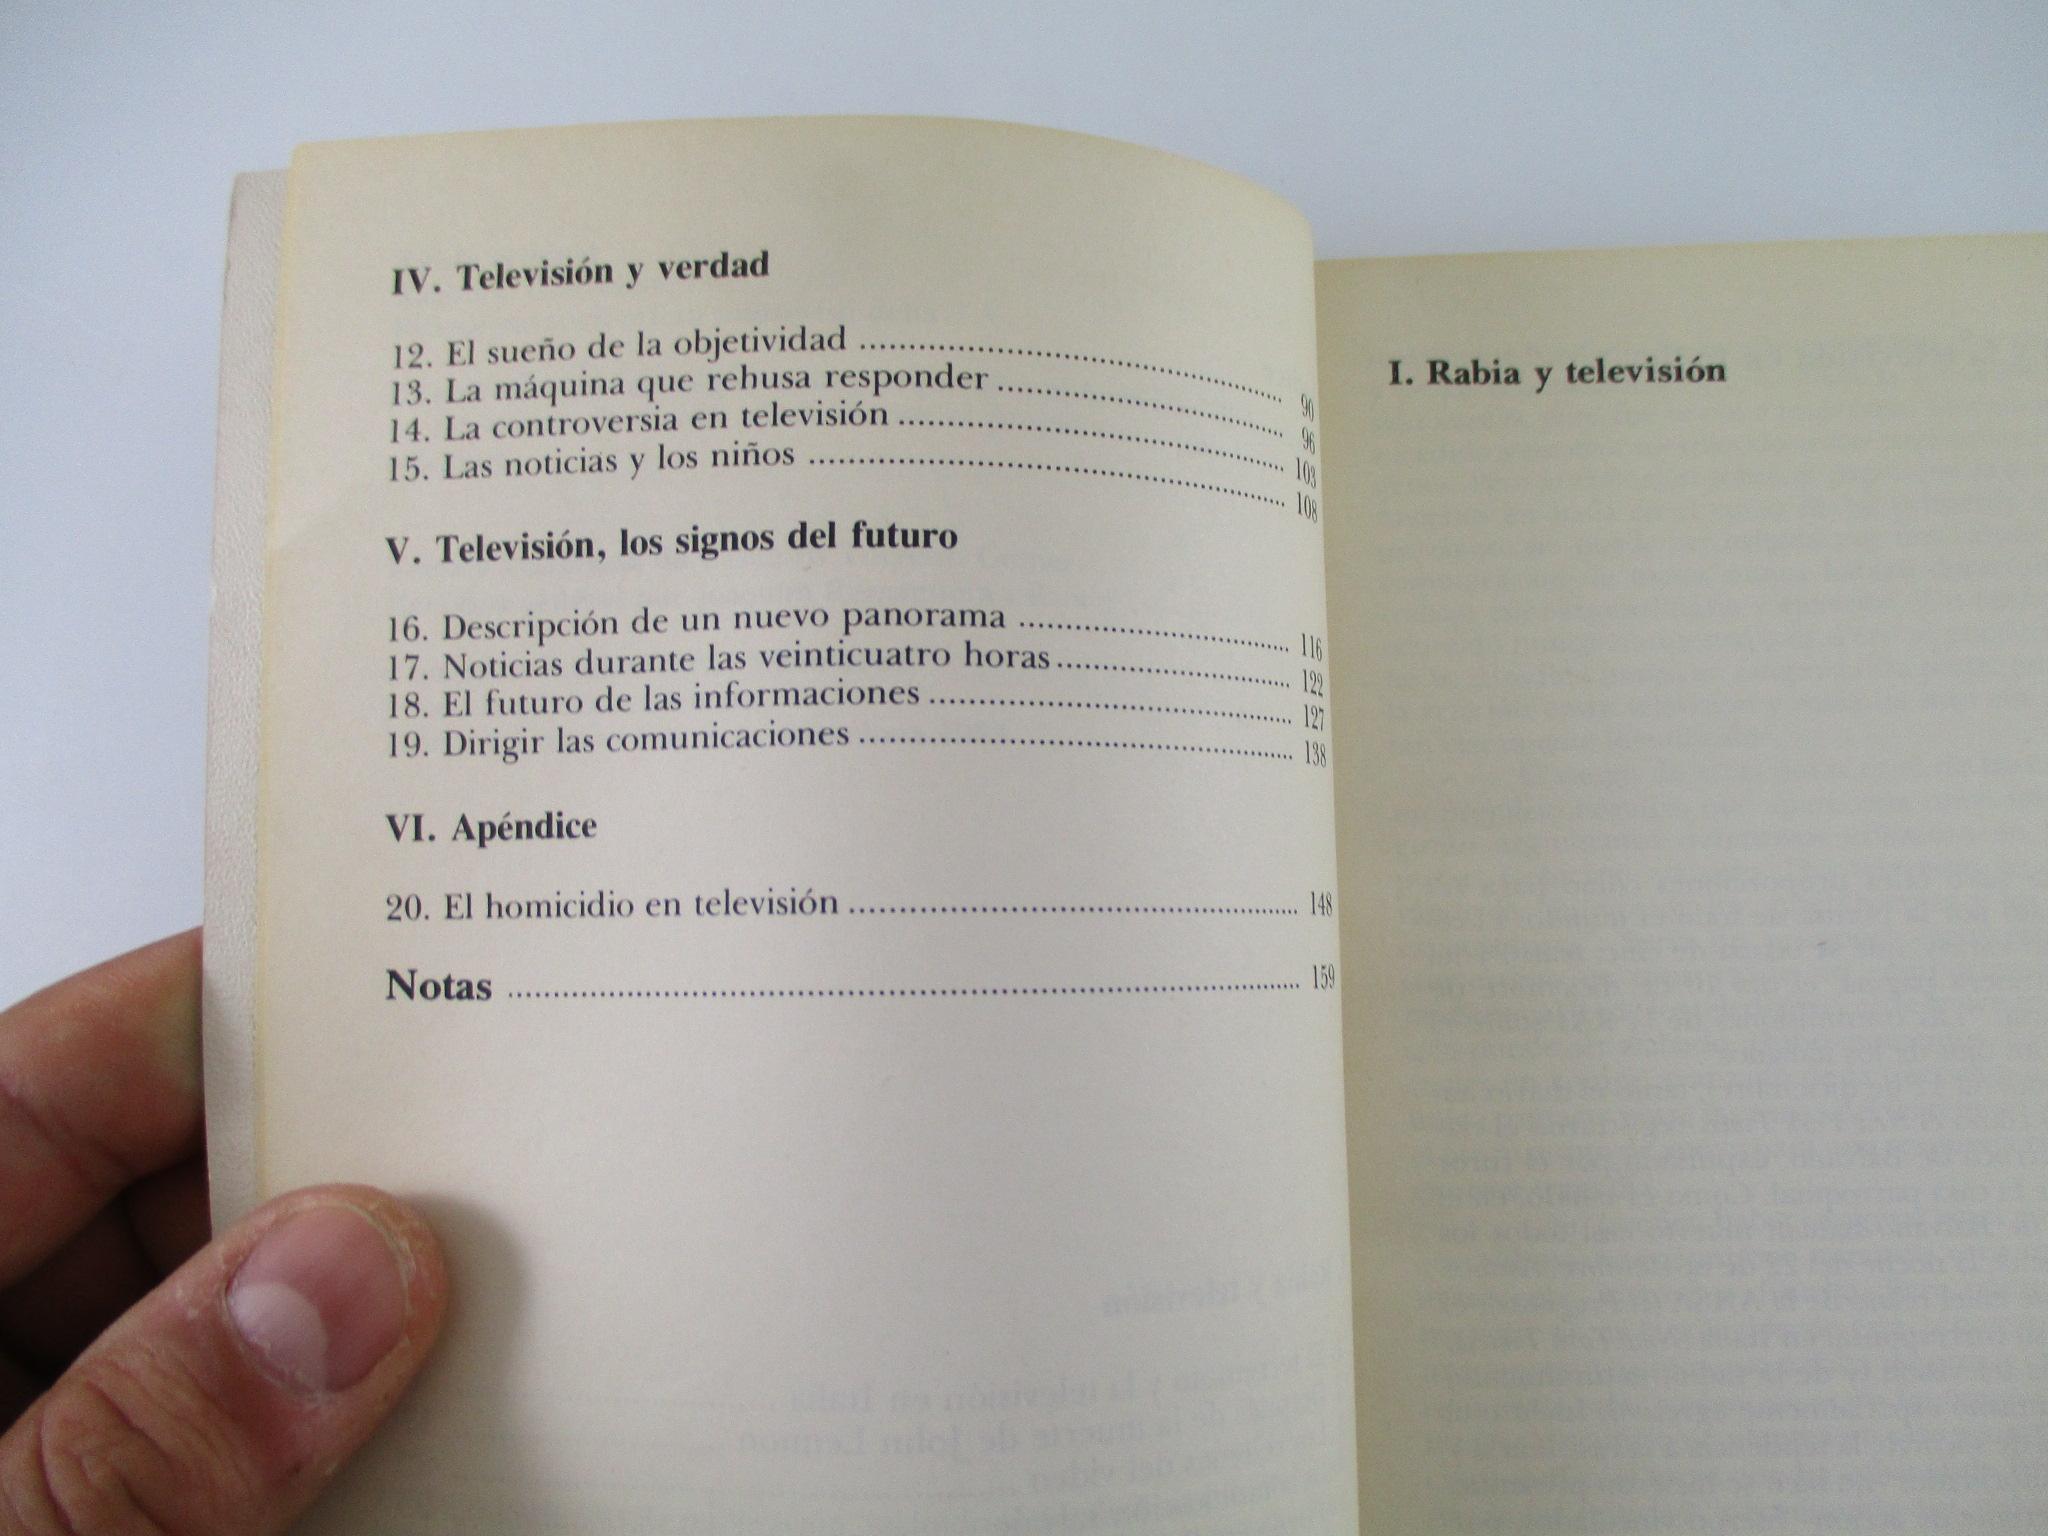 IV. Televisión y verdad
12. El sueño de la objetividad ........................................ 90
13. La máquina que rehusa responder ........................................ 96
14. La controversia en televisión ........................................ 103
15. Las noticias y los niños ........................................ 108
V. Televisión, los signos del futuro
16. Descripción de un nuevo panorama ........................................ 116
17. Noticias durante las veinticuatro horas ........................................ 122
18. El futuro de las informaciones ........................................ 127
19. Dirigir las comunicaciones ........................................ 138
VI. Apéndice
20. El homicidio en televisión ........................................ 148
Notas ........................................ 159
I. Rabia y televisión